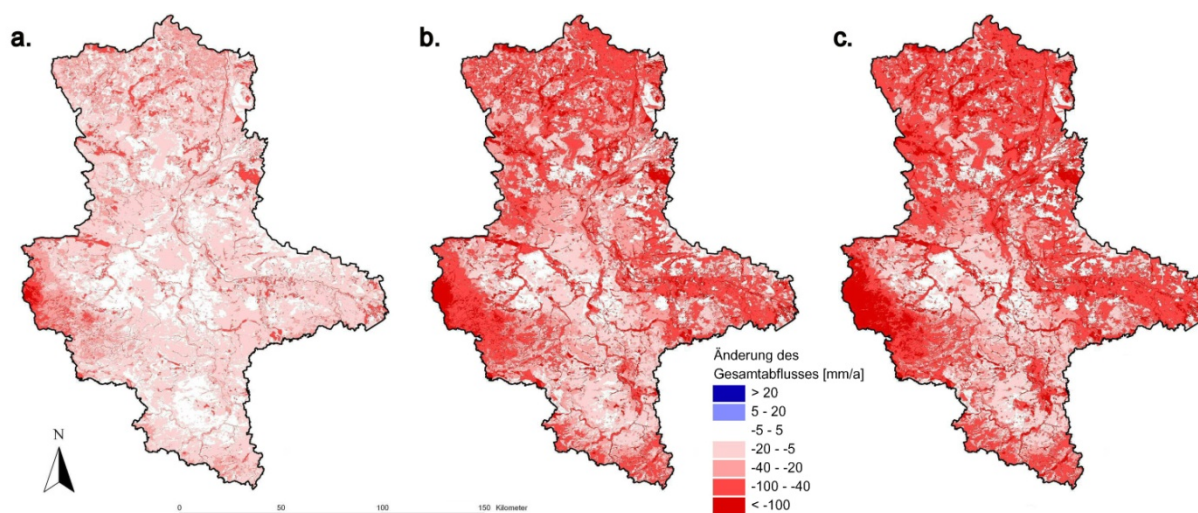 a.
b.
c.
Änderung des
Gesamtabflusses [mm/a]
> 20
5 - 20
-5 - 5
-20 - -5
-40 - -20
-100 - -40
< -100
N
0 50 100 150 Kilometer